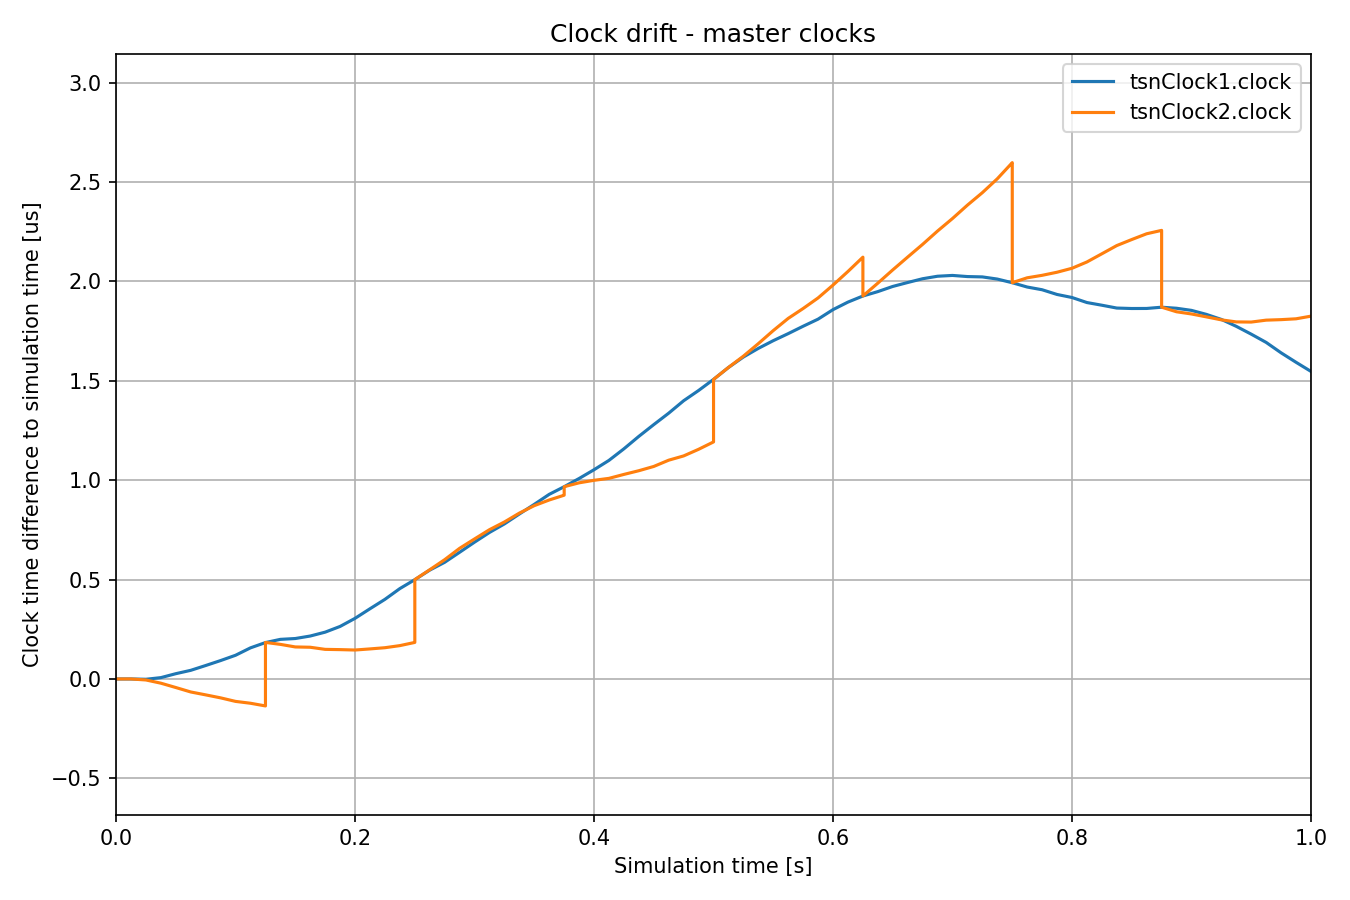 Clock drift - master clocks
tsnClock1.clock
tsnClock2.clock
Clock time difference to simulation time [us]
3.0
2.5
2.0
1.5
1.0
0.5
0.0
−0.5
0.0 0.2 0.4 0.6 0.8 1.0
Simulation time [s]